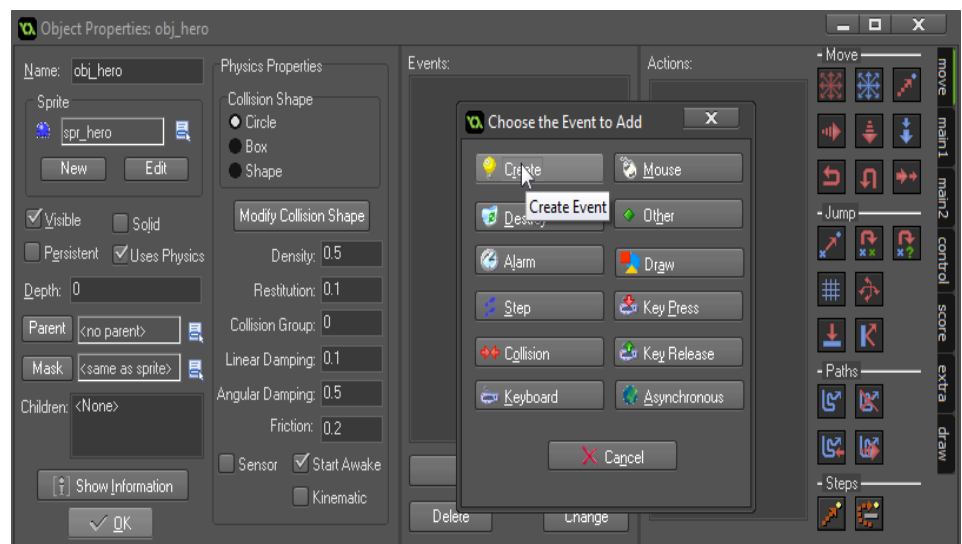 Object Properties: obj_hero
X
Name: obj_hero
Sprite
spr_hero
New
Edit
Visible
Solid
Persistent
Uses Physics
Depth: 0
Parent
<no parent>
Mask
<same as sprite>
Children: <None>
Show Information
OK
Physics Properties
Collision Shape
Circle
Box
Shape
Modify Collision Shape
Density: 0.5
Restitution: 0.1
Collision Group: 0
Linear Damping: 0.1
Angular Damping: 0.5
Friction: 0.2
Sensor
Start Awake
Kinematic
Events:
Delete
Change
Choose the Event to Add
X
Create
Mouse
Create Event
Destroy
Other
Alarm
Draw
Step
Key Press
Collision
Key Release
Keyboard
Asynchronous
Cancel
Actions:
Move
Jump
Paths
Steps
move
main1
main2
control
score
extra
draw